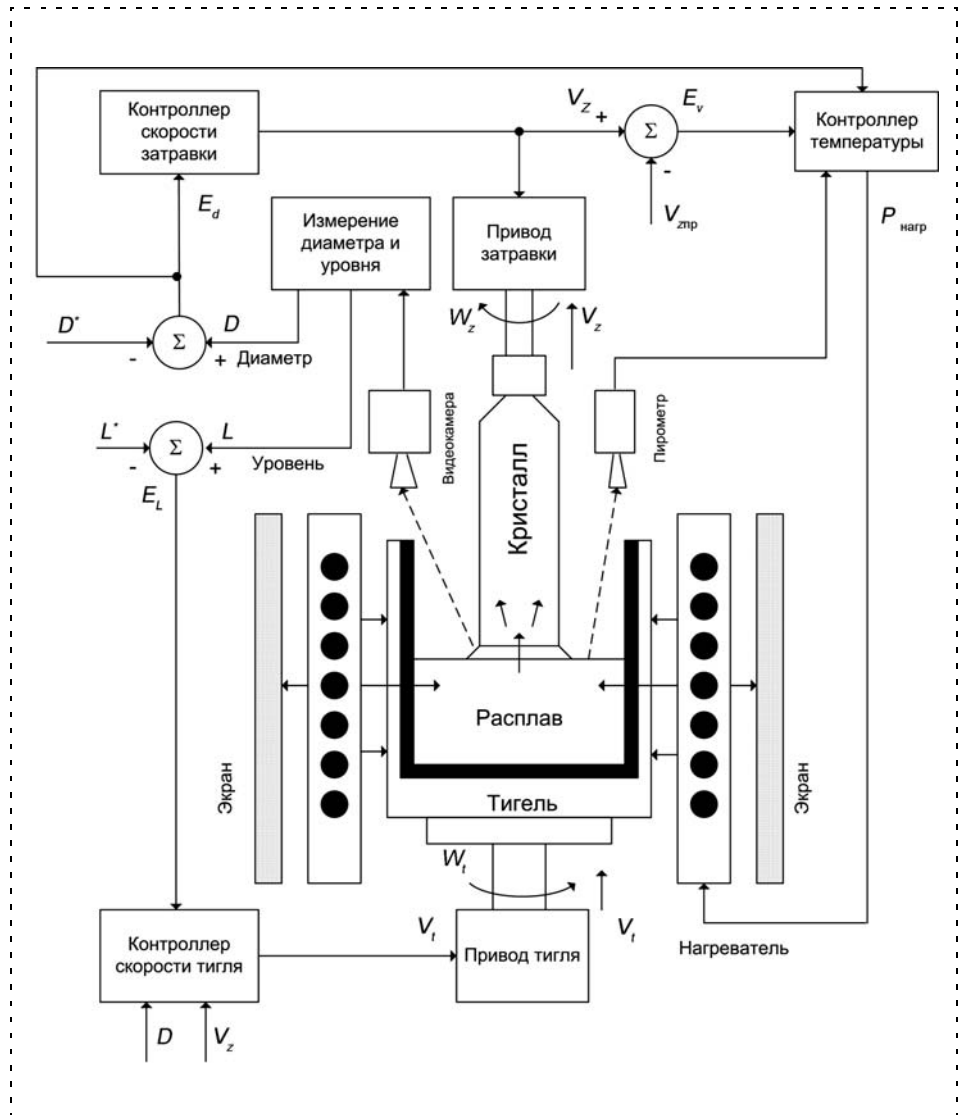 Контроллер
скорости
затравки
V_Z +
Σ
E_v
Контроллер
температуры
-
V_zпр
P_нагр
E_d
Измерение
диаметра и
уровня
Привод
затравки
W_z
V_z
D*
-
Σ
D
+
Диаметр
L*
-
Σ
L
+
Уровень
E_L
Видеокамера
Пирометр
Кристалл
Расплав
Тигель
Экран
Экран
W_t
V_t
Нагреватель
Контроллер
скорости тигля
V_t
Привод тигля
D
V_z